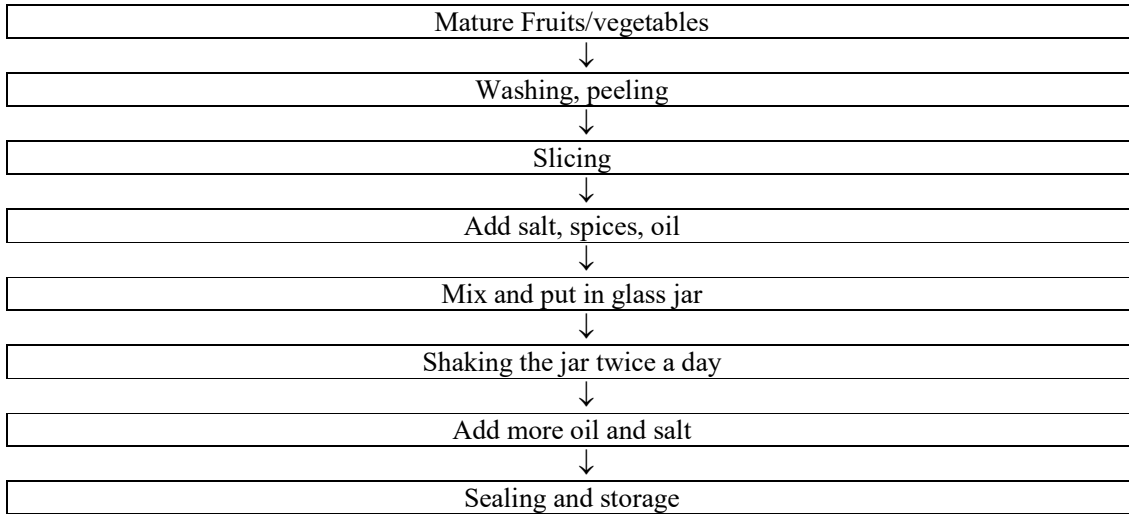 Mature Fruits/vegetables
↓
Washing, peeling
↓
Slicing
↓
Add salt, spices, oil
↓
Mix and put in glass jar
↓
Shaking the jar twice a day
↓
Add more oil and salt
↓
Sealing and storage